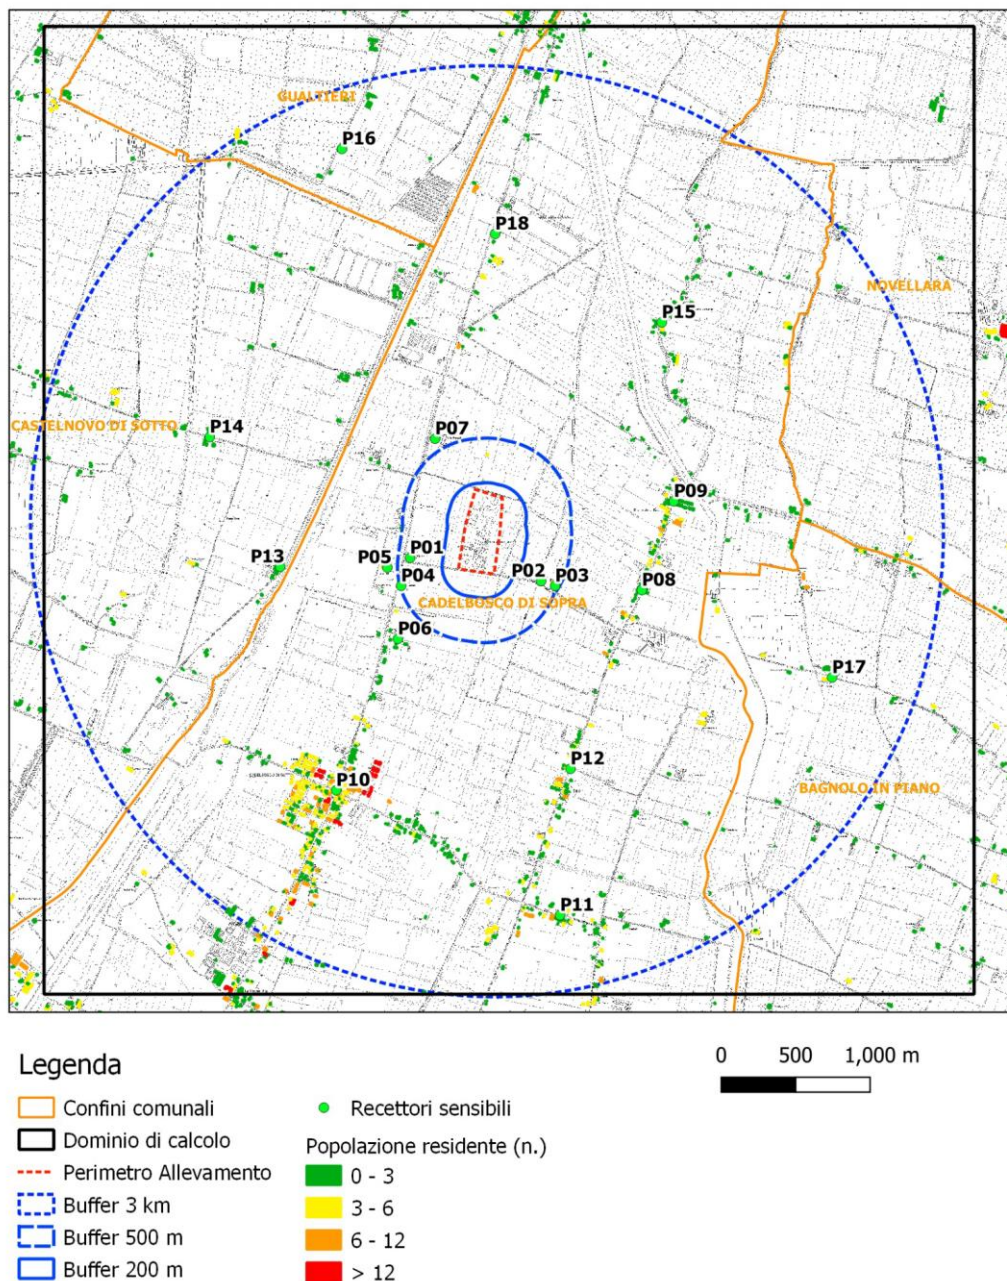 GUALTIERI
P16
P18
NOVELLARA
P15
CASTELNOVO DI SOTTO
P14
P07
P09
P13
P05
P01
P04
P02
P03
P08
CADELBOSCO DI SOPRA
P06
P17
P12
P10
BAGNOLO IN PIANO
P11
Legenda
Confini comunali
Dominio di calcolo
Perimetro Allevamento
Buffer 3 km
Buffer 500 m
Buffer 200 m
Recettori sensibili
Popolazione residente (n.)
0 - 3
3 - 6
6 - 12
> 12
0 500 1,000 m